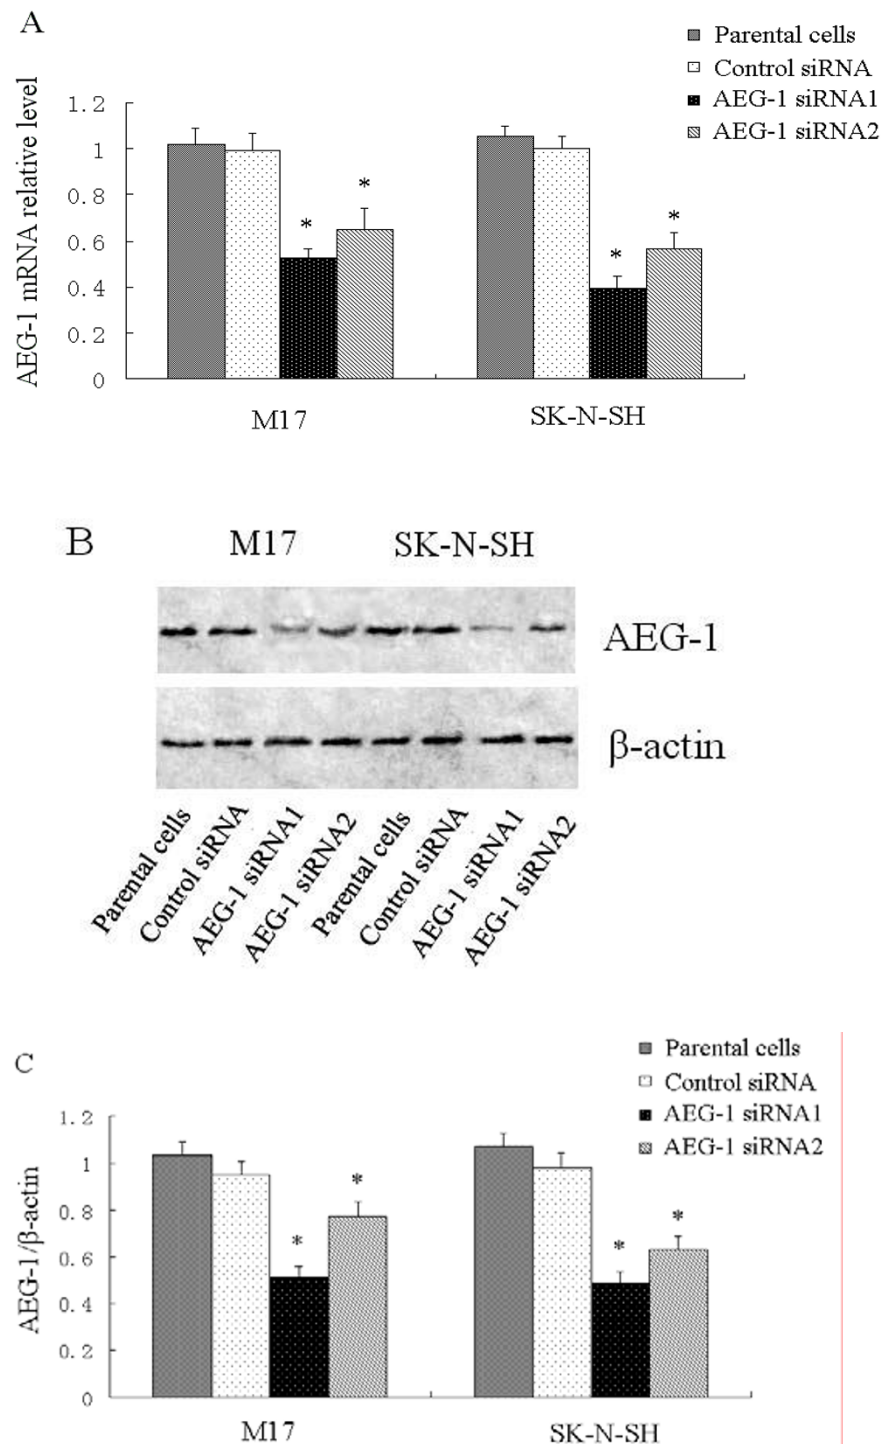 A
Parental cells
Control siRNA
AEG-1 siRNA1
AEG-1 siRNA2
AEG-1 mRNA relative level
1.2
1
0.8
0.6
0.4
0.2
0
* * * *
M17 SK-N-SH
B M17 SK-N-SH
AEG-1
β-actin
Parental cells
Control siRNA
AEG-1 siRNA1
AEG-1 siRNA2
Parental cells
Control siRNA
AEG-1 siRNA1
AEG-1 siRNA2
C
Parental cells
Control siRNA
AEG-1 siRNA1
AEG-1 siRNA2
AEG-1/β-actin
1.2
1
0.8
0.6
0.4
0.2
0
* * * *
M17 SK-N-SH